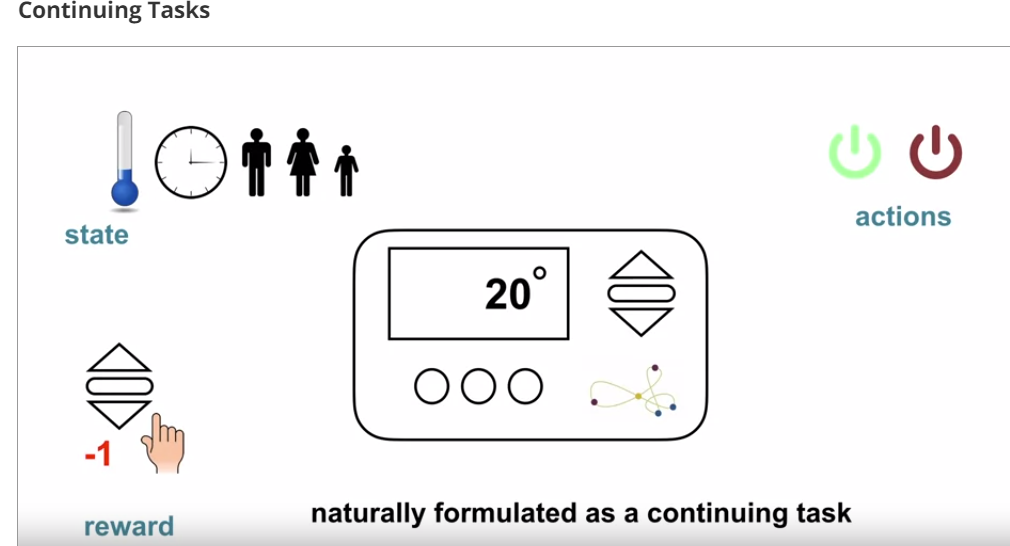 Continuing Tasks
state
actions
20°
-1
reward
naturally formulated as a continuing task